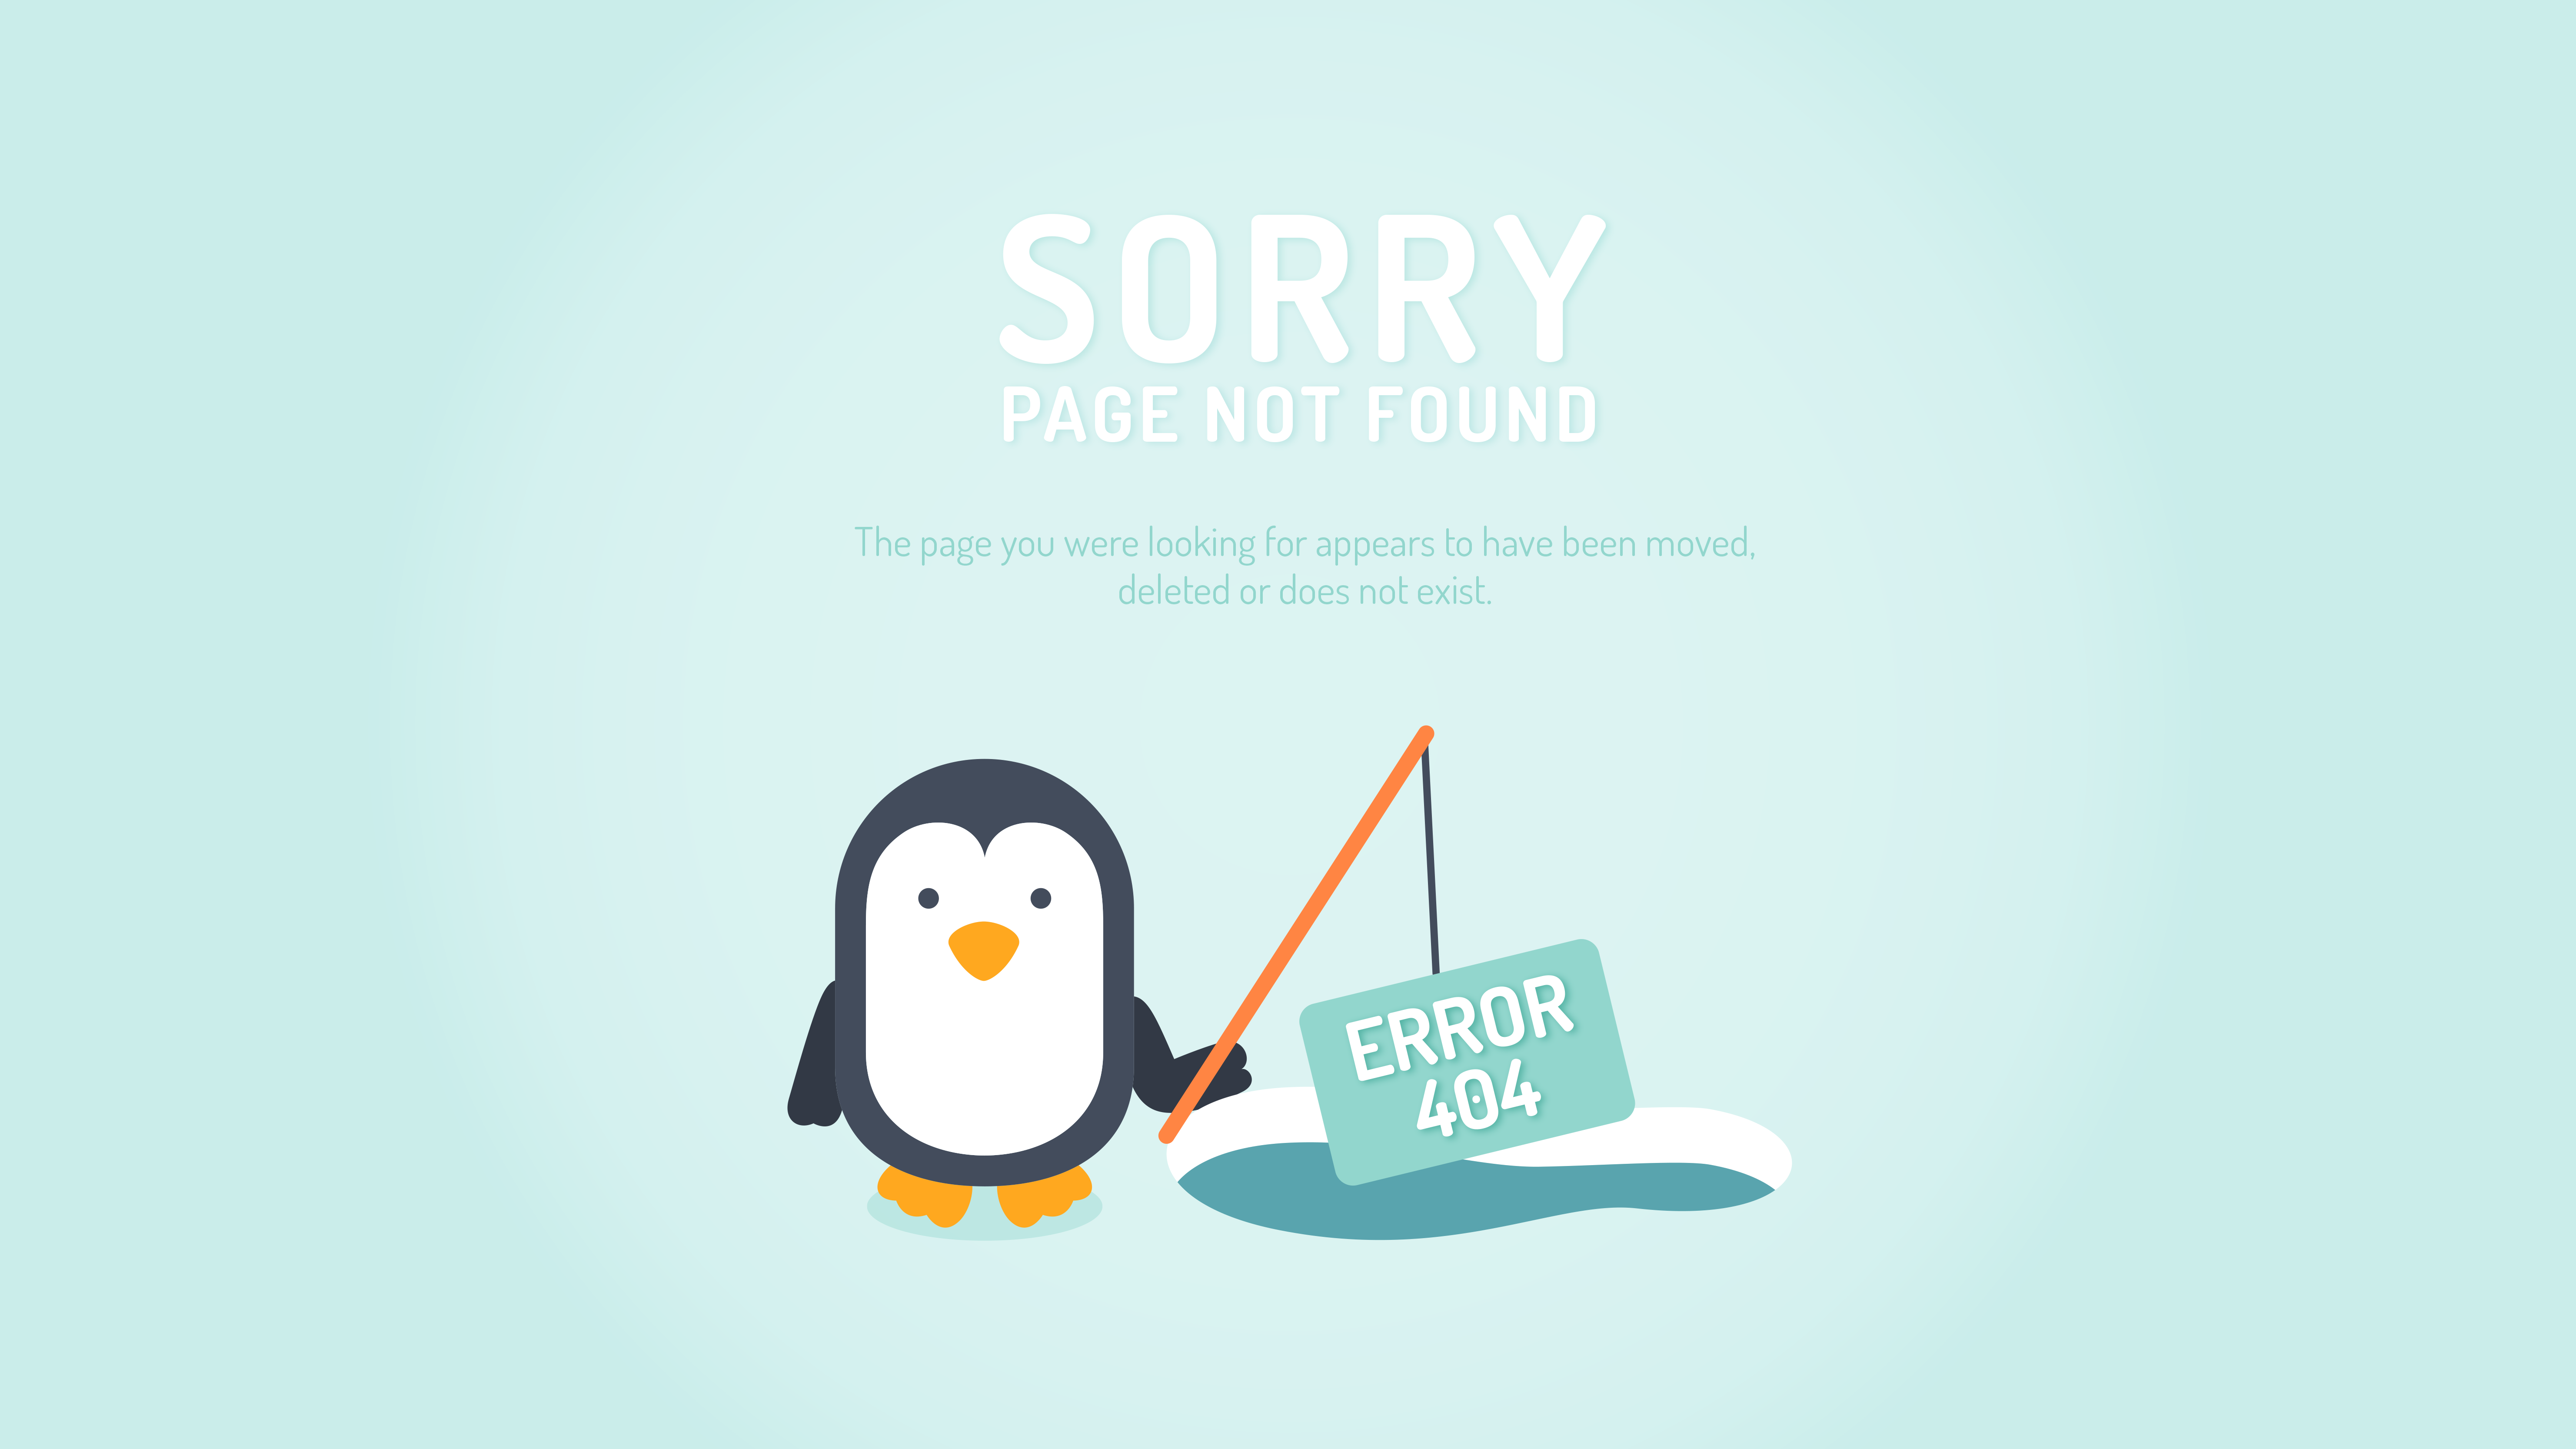 SORRY
PAGE NOT FOUND
The page you were looking for appears to have been moved,
deleted or does not exist.
ERROR
404